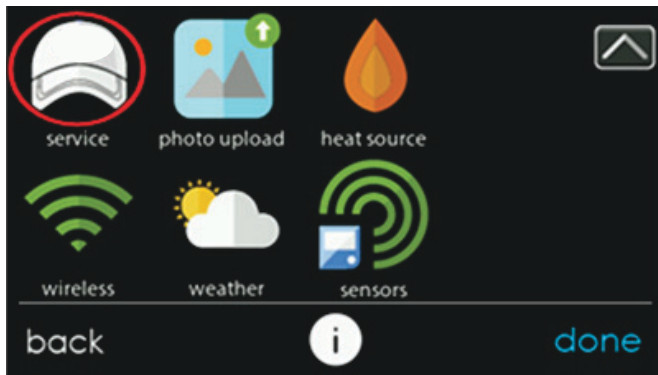 service photo upload heat source
wireless weather sensors
back i done